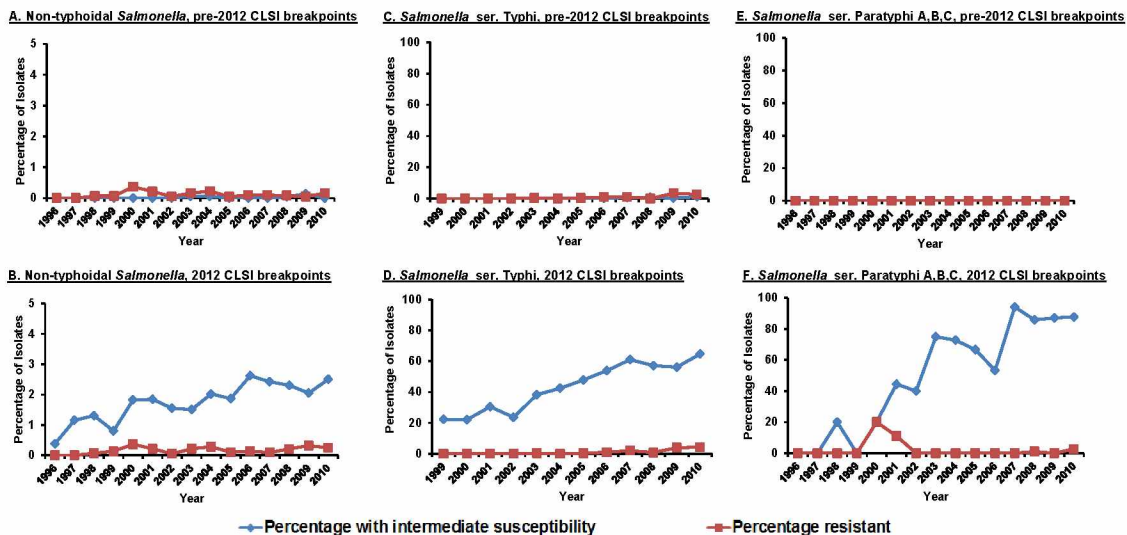 A. Non-typhoidal Salmonella, pre-2012 CLSI breakpoints
Percentage of Isolates
5
4
3
2
1
0
1996 1997 1998 1999 2000 2001 2002 2003 2004 2005 2006 2007 2008 2009 2010
Year
C. Salmonella ser. Typhi, pre-2012 CLSI breakpoints
Percentage of Isolates
100
80
60
40
20
0
1999 2000 2001 2002 2003 2004 2005 2006 2007 2008 2009 2010
Year
E. Salmonella ser. Paratyphi A,B,C, pre-2012 CLSI breakpoints
Percentage of Isolates
100
80
60
40
20
0
1996 1997 1998 1999 2000 2001 2002 2003 2004 2005 2006 2007 2008 2009 2010
Year
B. Non-typhoidal Salmonella, 2012 CLSI breakpoints
Percentage of Isolates
5
4
3
2
1
0
1996 1997 1998 1999 2000 2001 2002 2003 2004 2005 2006 2007 2008 2009 2010
Year
D. Salmonella ser. Typhi, 2012 CLSI breakpoints
Percentage of Isolates
100
80
60
40
20
0
1999 2000 2001 2002 2003 2004 2005 2006 2007 2008 2009 2010
Year
F. Salmonella ser. Paratyphi A,B,C, 2012 CLSI breakpoints
Percentage of Isolates
100
80
60
40
20
0
1996 1997 1998 1999 2000 2001 2002 2003 2004 2005 2006 2007 2008 2009 2010
Year
Percentage with intermediate susceptibility
Percentage resistant